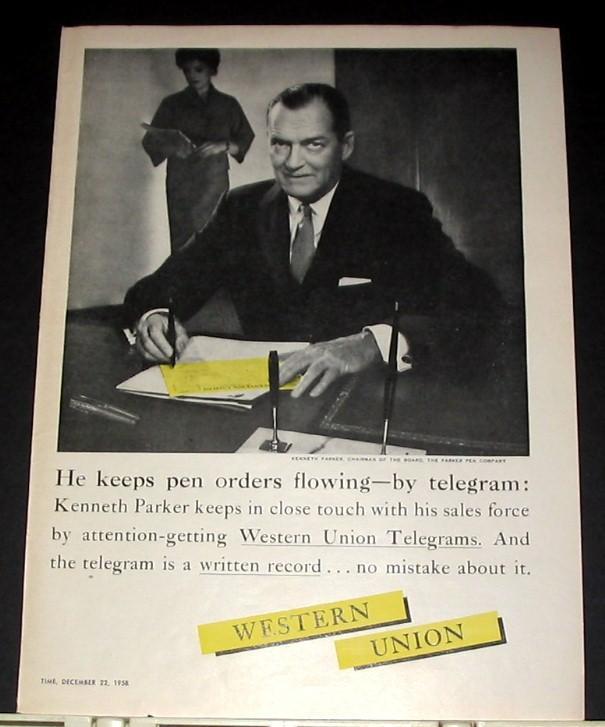 KENNETH PARKER, CHAIRMAN OF THE BOARD, THE PARKER PEN COMPANY
He keeps pen orders flowing—by telegram:
Kenneth Parker keeps in close touch with his sales force
by attention-getting Western Union Telegrams. And
the telegram is a written record . . . no mistake about it.
WESTERN
UNION
TIME, DECEMBER 22, 1958